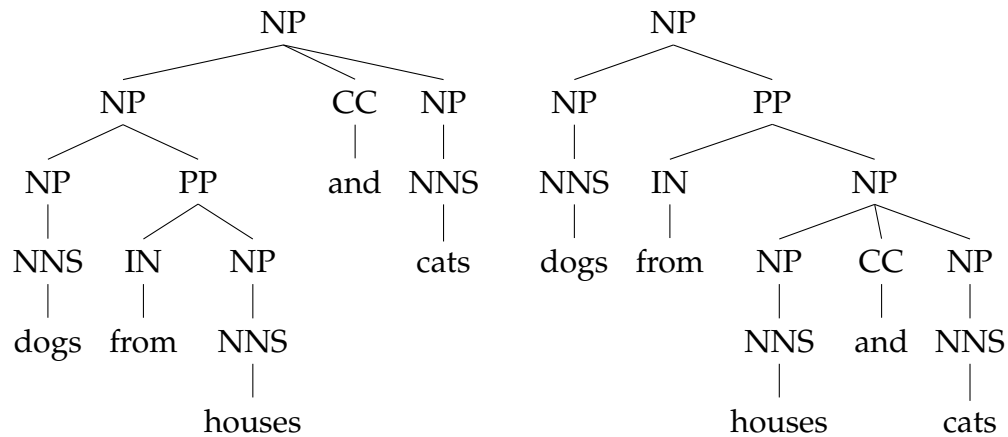 NP NP
NP CC NP NP PP
NP PP and NNS NNS IN NP
NNS IN NP cats dogs from NP CC NP
dogs from NNS NNS and NNS
houses houses cats